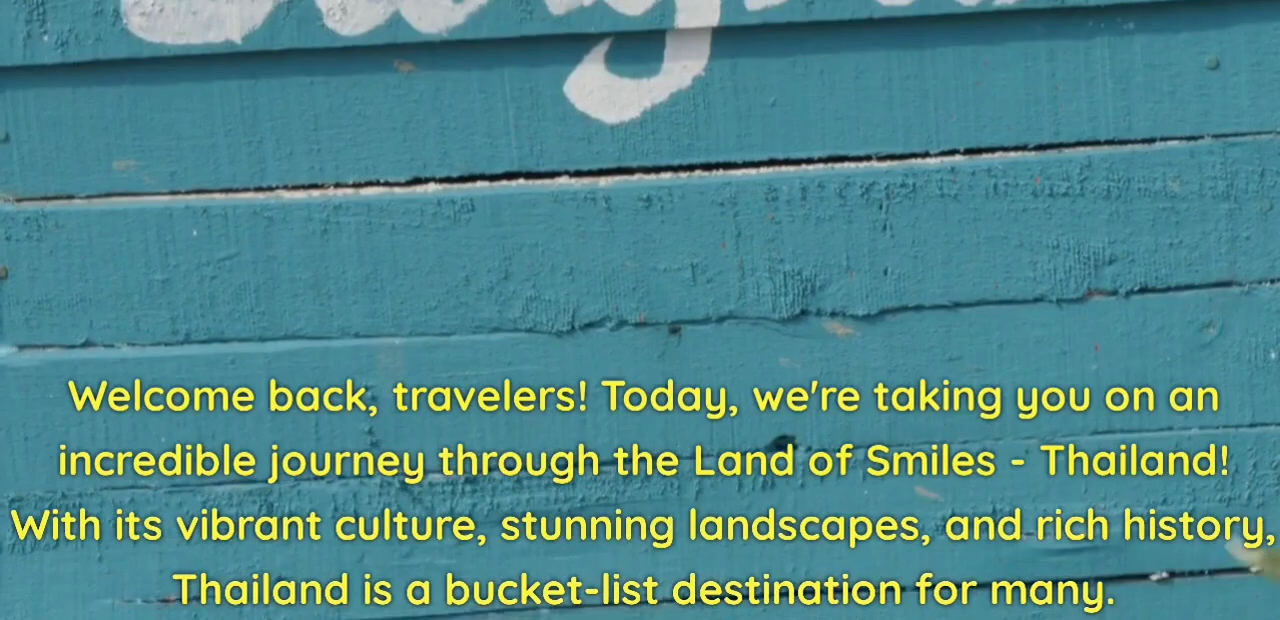 Welcome back, travelers! Today, we're taking you on an
incredible journey through the Land of Smiles - Thailand!
With its vibrant culture, stunning landscapes, and rich history,
Thailand is a bucket-list destination for many.